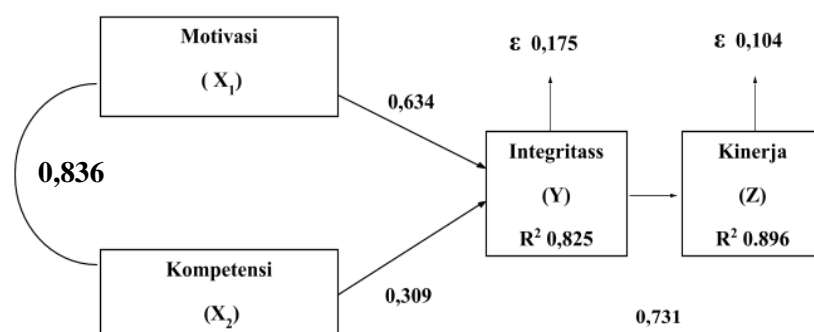 Motivasi
( X₁)
0,836
Kompetensi
(X₂)
0,634
0,309
ε 0,175
Integritass
(Y)
R² 0,825
ε 0,104
Kinerja
(Z)
R² 0.896
0,731